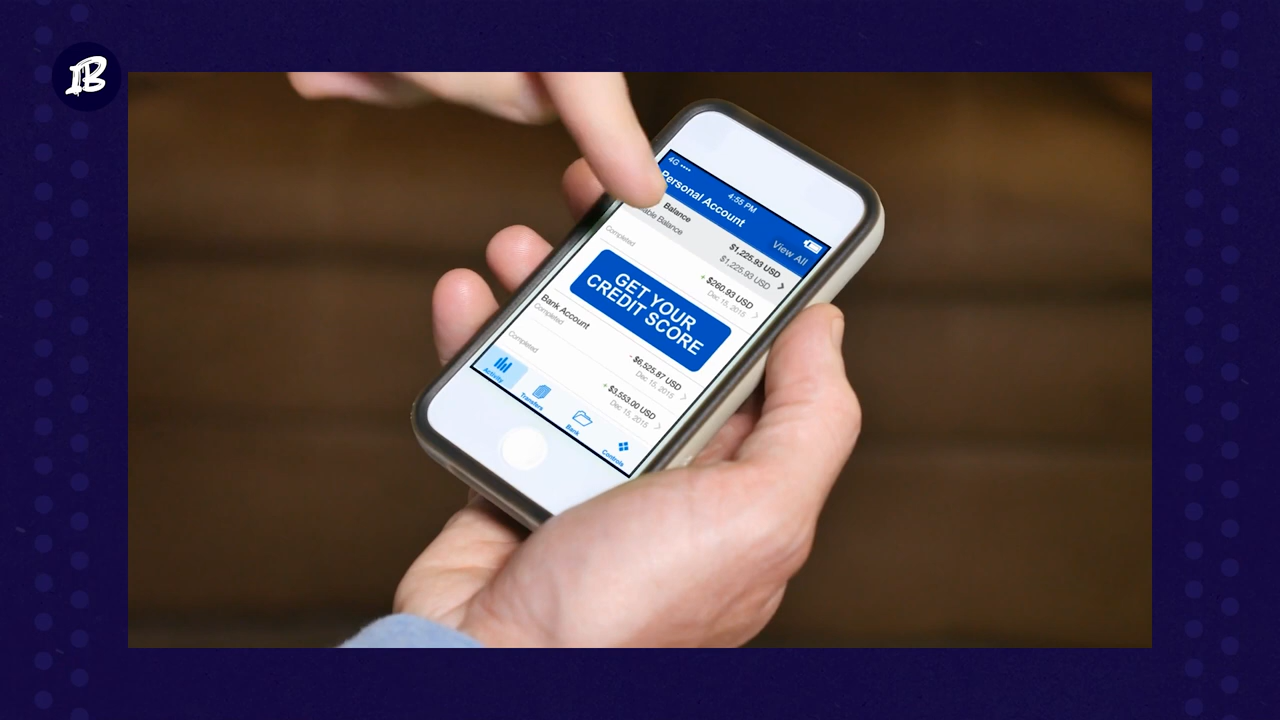 IB
4G
4:55 PM
Personal Account
View All
Balance
$1,225.93 USD
Balance
$1,225.93 USD
Completed
+ $260.93 USD
Dec 15, 2015
GET YOUR
CREDIT SCORE
Bank Account
Completed
- $6,525.87 USD
Dec 15, 2015
Completed
+ $3,553.00 USD
Dec 15, 2015
Activity
Transfers
Bank
Controls